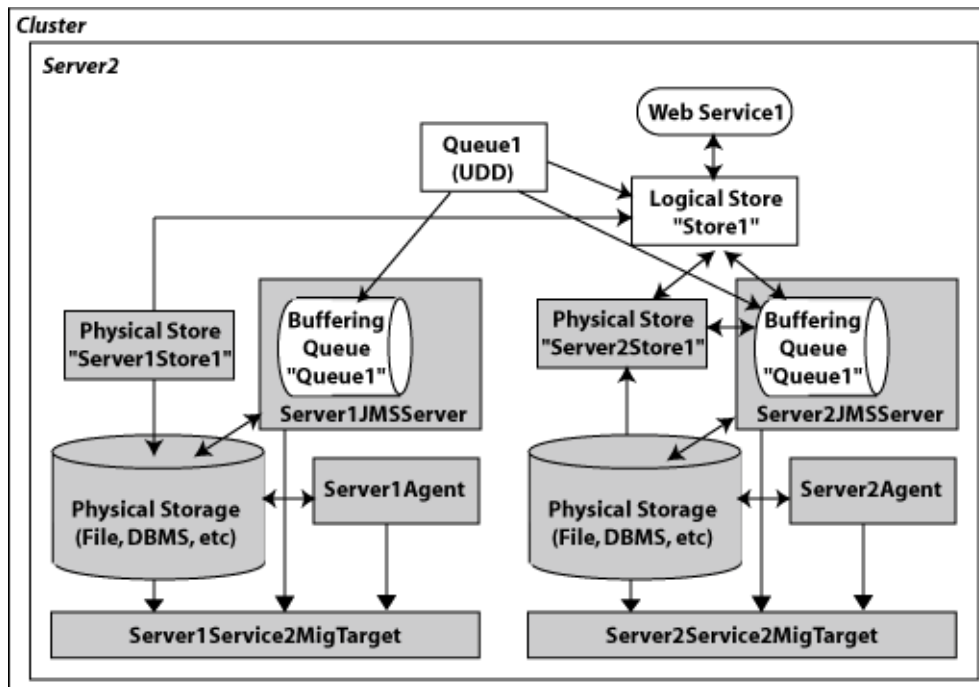 Cluster
Server2
Web Service1
Queue1
(UDD)
Logical Store
"Store1"
Physical Store
"Server1Store1"
Buffering
Queue
"Queue1"
Server1JMSServer
Physical Store
"Server2Store1"
Buffering
Queue
"Queue1"
Server2JMSServer
Physical Storage
(File, DBMS, etc)
Server1Agent
Physical Storage
(File, DBMS, etc)
Server2Agent
Server1Service2MigTarget
Server2Service2MigTarget